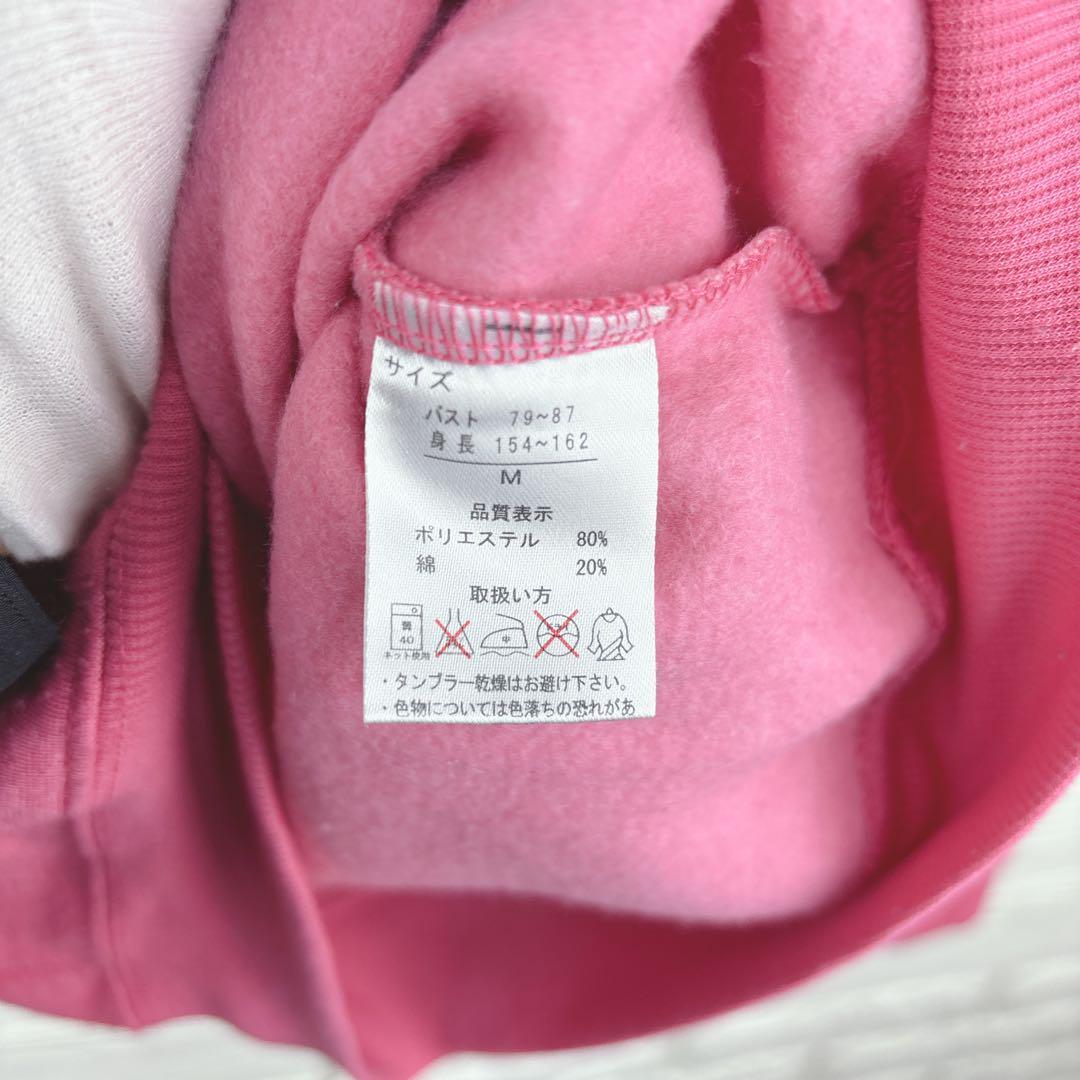 サイズ
バスト 79~87
身長 154~162
M
品質表示
ポリエステル 80%
綿 20%
取扱い方
40 中
ネット使用
・タンブラー乾燥はお避け下さい。
・色物については色落ちの恐れがあ